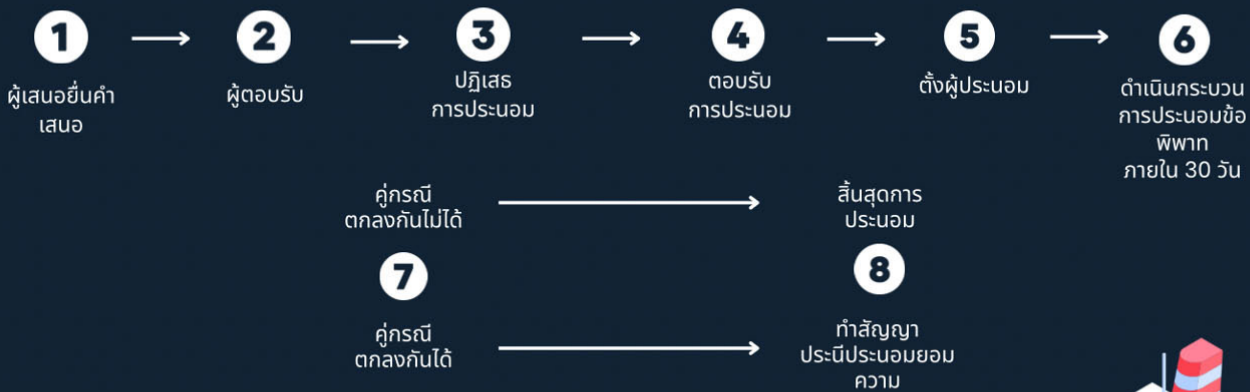 1
ผู้เสนอยื่นคำ
เสนอ
2
ผู้ตอบรับ
3
ปฏิเสธ
การประนอม
4
ตอบรับ
การประนอม
5
ตั้งผู้ประนอม
6
ดำเนินกระบวน
การประนอมข้อ
พิพาท
ภายใน 30 วัน
คู่กรณี
ตกลงกันไม่ได้
สิ้นสุดการ
ประนอม
7
คู่กรณี
ตกลงกันได้
8
ทำสัญญา
ประนีประนอมยอม
ความ